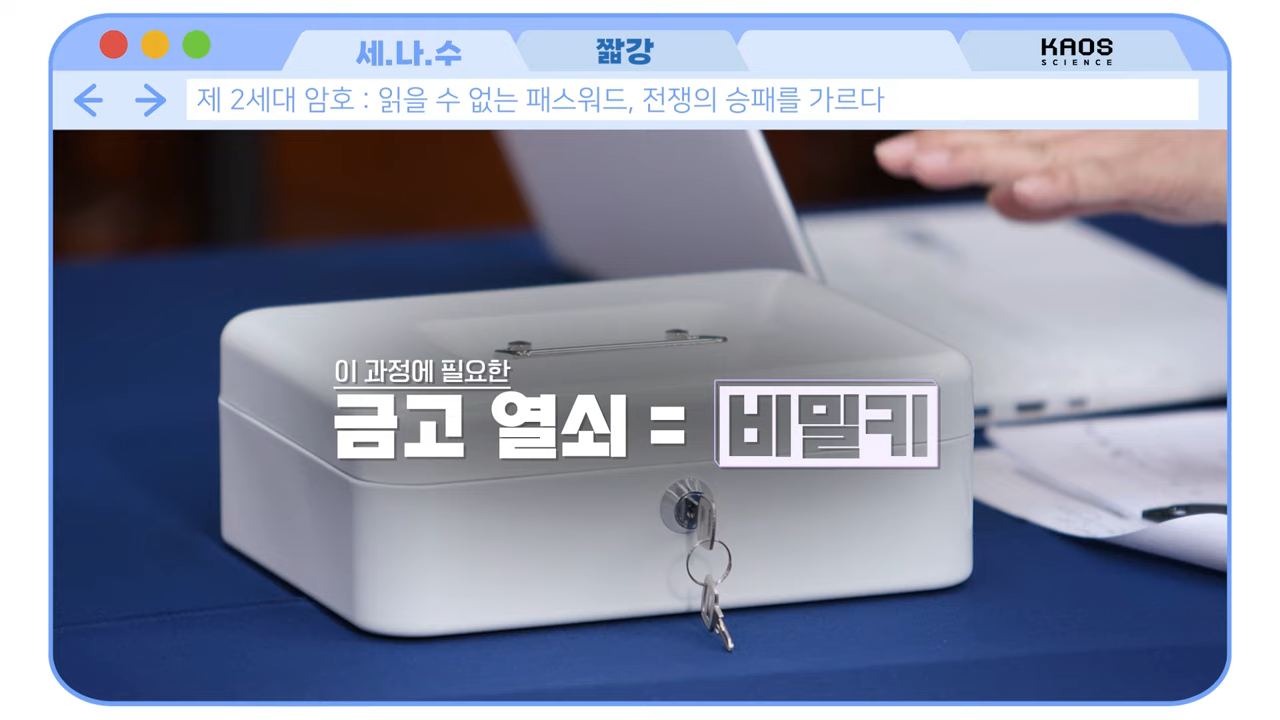 세.나.수
짧강
KAOS
SCIENCE
제 2세대 암호 : 읽을 수 없는 패스워드, 전쟁의 승패를 가르다
이 과정에 필요한
금고 열쇠 = 비밀키